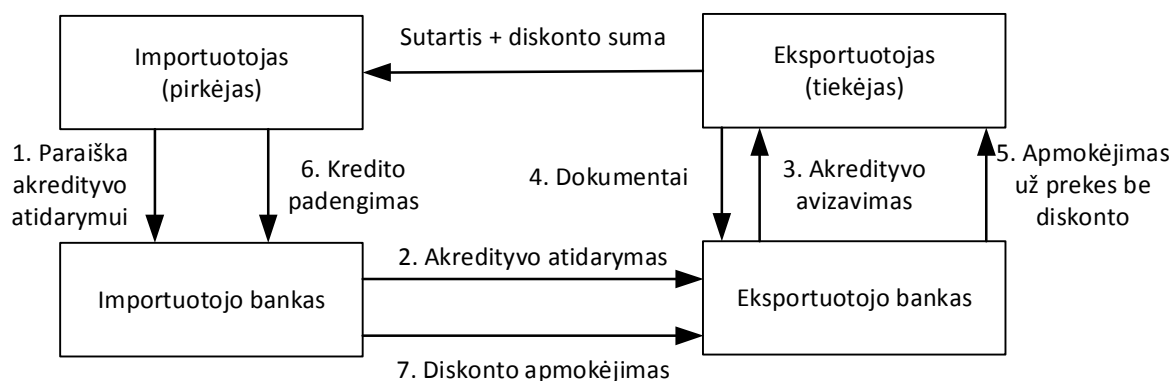 Importuotojas
(pirkėjas)
Sutartis + diskonto suma
Eksportuotojas
(tiekėjas)
1. Paraiška
akredityvo
atidarymui
6. Kredito
padengimas
4. Dokumentai
3. Akredityvo
avizavimas
5. Apmokėjimas
už prekes be
diskonto
Importuotojo bankas
2. Akredityvo atidarymas
Eksportuotojo bankas
7. Diskonto apmokėjimas